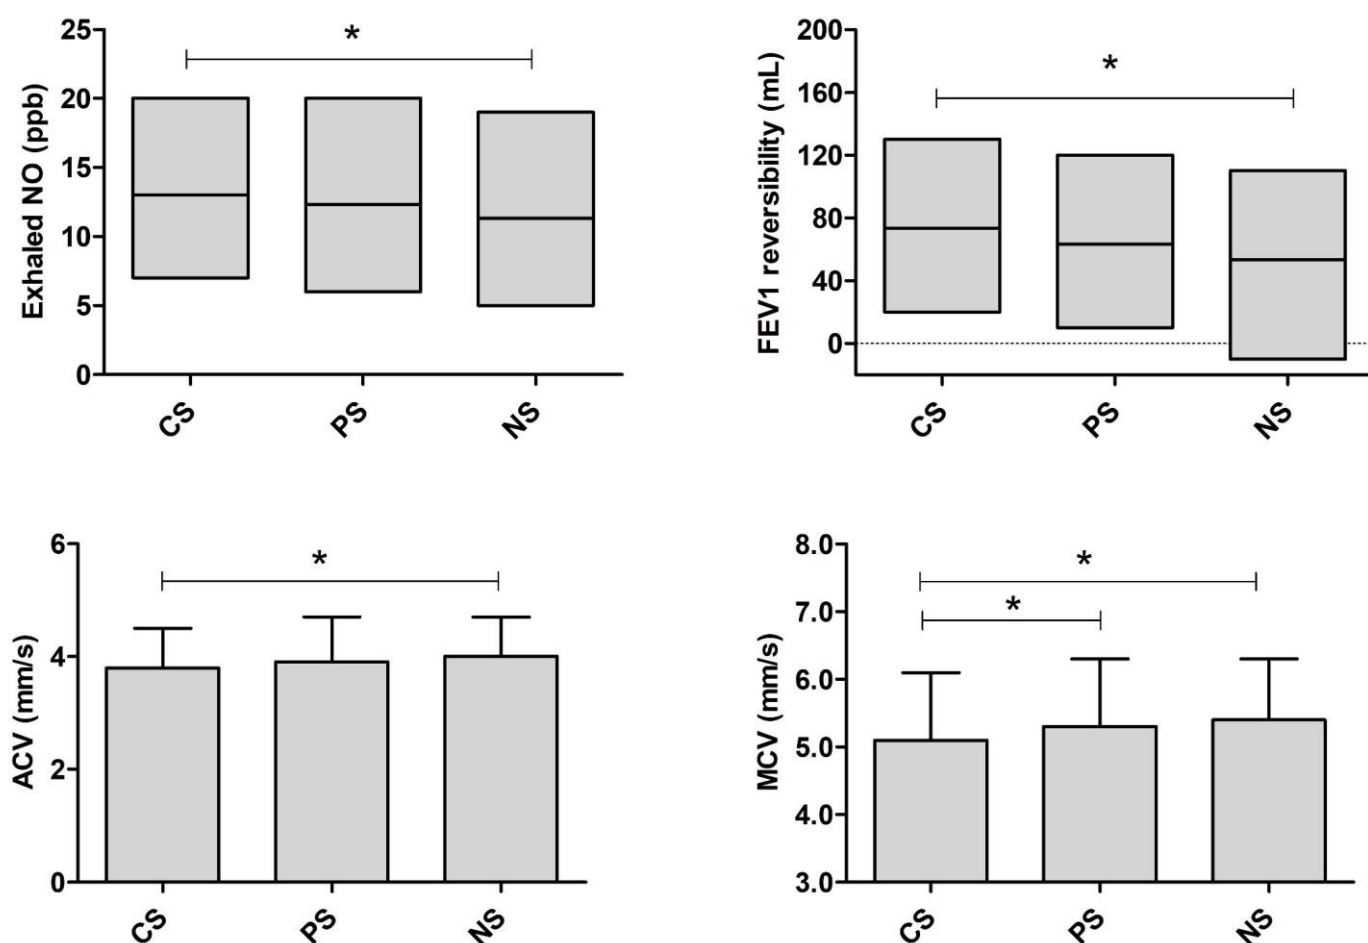 Exhaled NO (ppb)
25
20
15
10
5
0
*
CS
PS
NS
FEV1 reversibility (mL)
200
160
120
80
40
0
*
CS
PS
NS
ACV (mm/s)
6
4
2
0
*
CS
PS
NS
MCV (mm/s)
8.0
7.0
6.0
5.0
4.0
3.0
*
*
CS
PS
NS